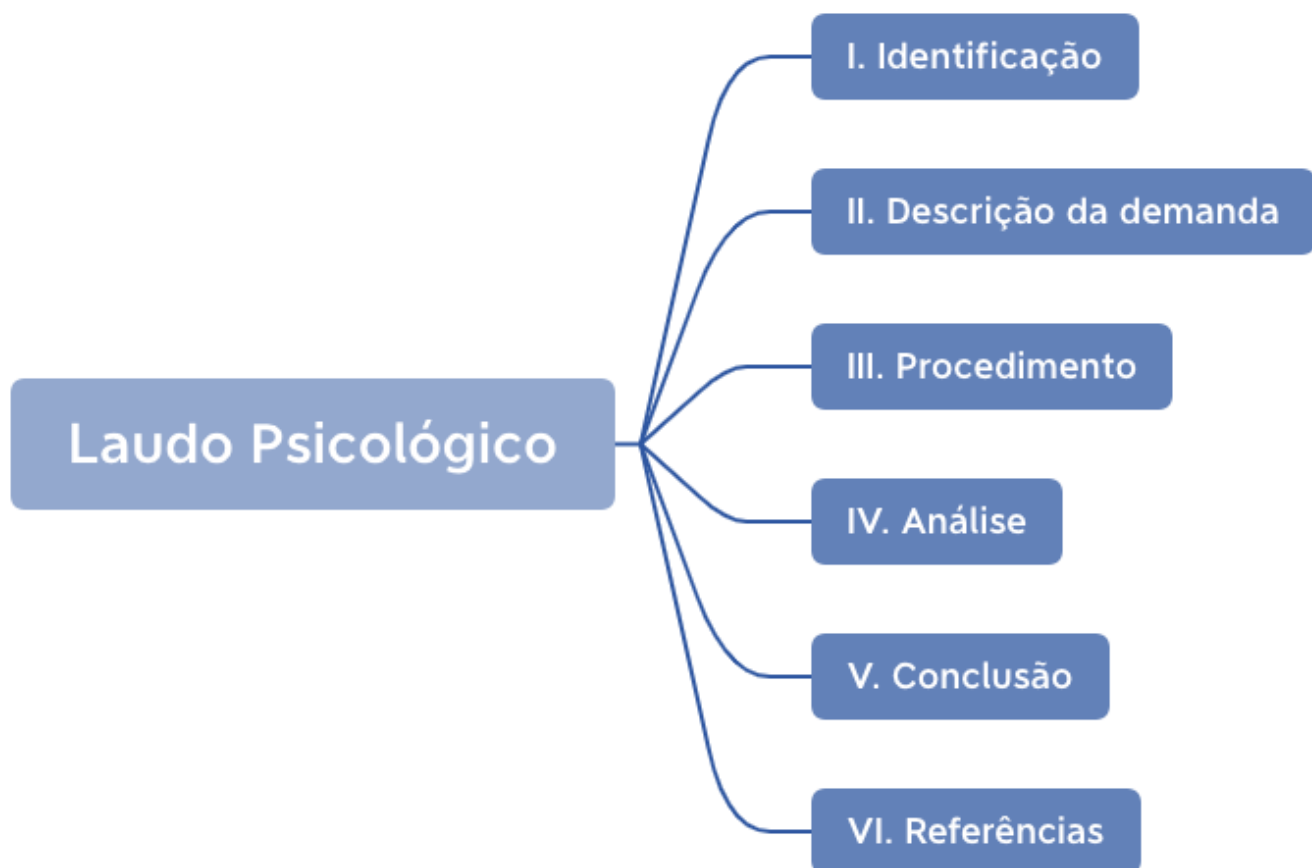 Laudo Psicológico
I. Identificação
II. Descrição da demanda
III. Procedimento
IV. Análise
V. Conclusão
VI. Referências